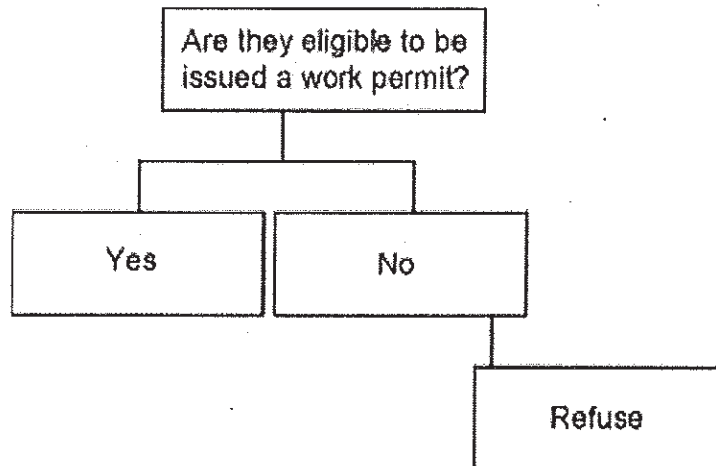 Are they eligible to be
issued a work permit?
Yes
No
Refuse